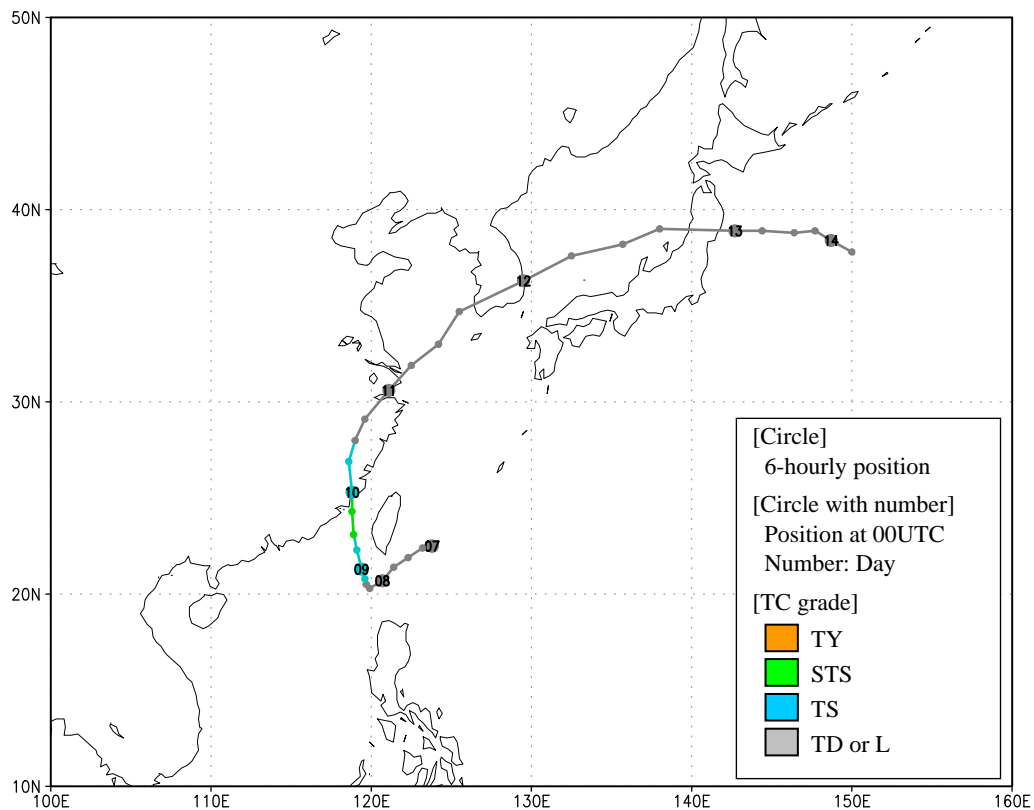 50N
40N
30N
20N
10N
100E 110E 120E 130E 140E 150E 160E
07
08
09
10
11
12
13
14
[Circle]
6-hourly position
[Circle with number]
Position at 00UTC
Number: Day
[TC grade]
TY
STS
TS
TD or L